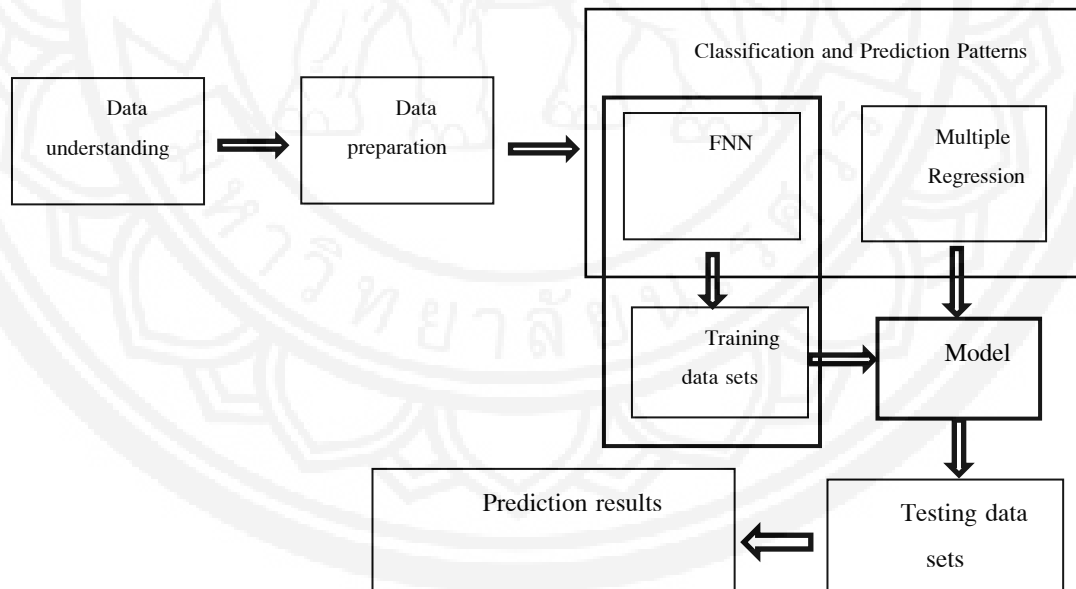 Classification and Prediction Patterns
Data
understanding
Data
preparation
FNN
Multiple
Regression
Training
data sets
Model
Prediction results
Testing data
sets